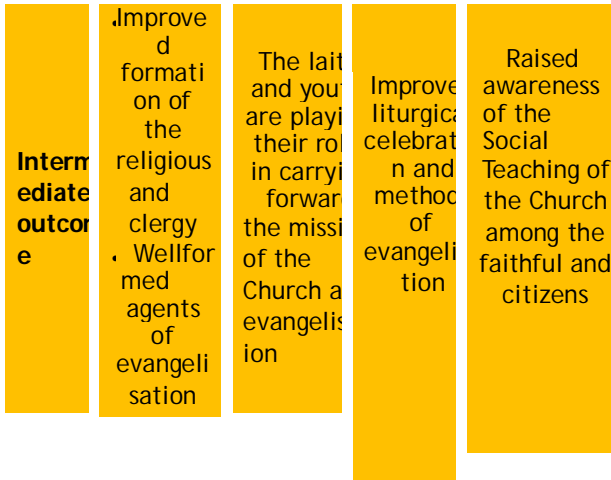 Interm
ediate
outcom
e
• Improve
d
formati
on of
the
religious
and
clergy
• Wellfor
med
agents
of
evangeli
sation
The lait
and yout
are playi
their rol
in carryi
forwar
the missi
of the
Church a
evangelis
ion
Improve
liturgica
celebrat
n and
method
of
evangeli
tion
Raised
awareness
of the
Social
Teaching of
the Church
among the
faithful and
citizens